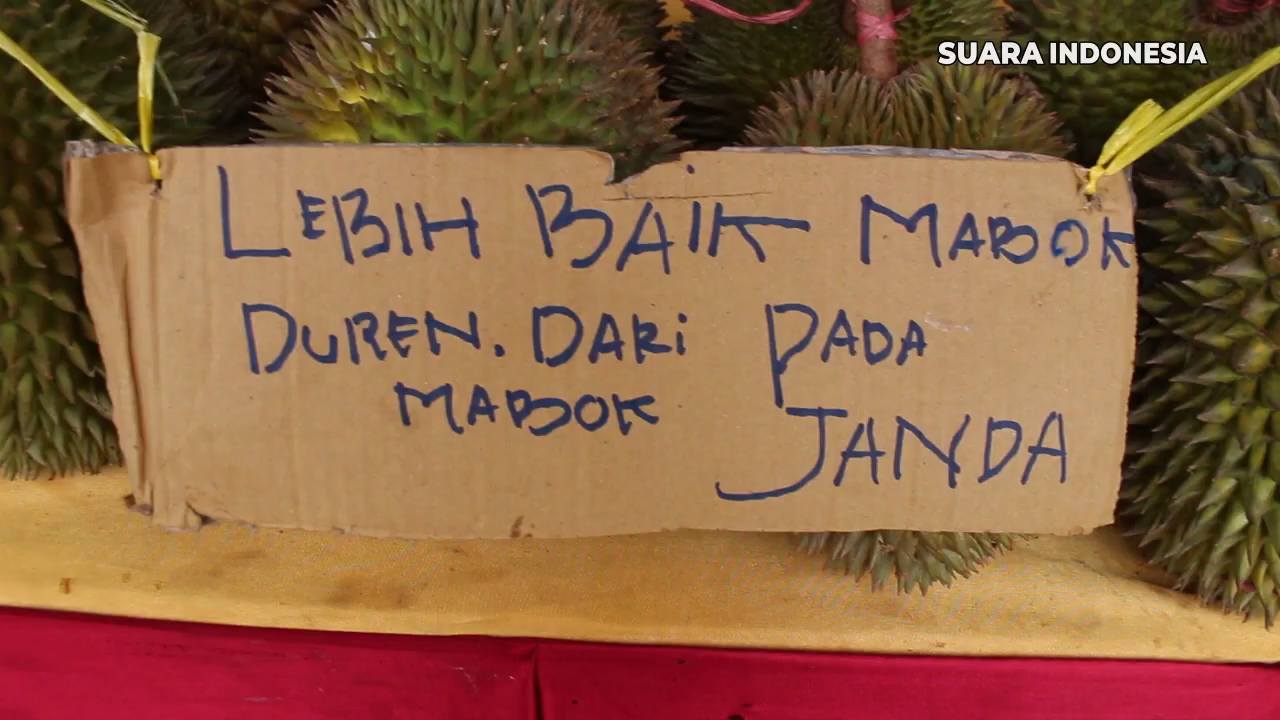 SUARA INDONESIA
LEBIH BAIK MABOK
DUREN. DARi PADA
MABOK JANDA